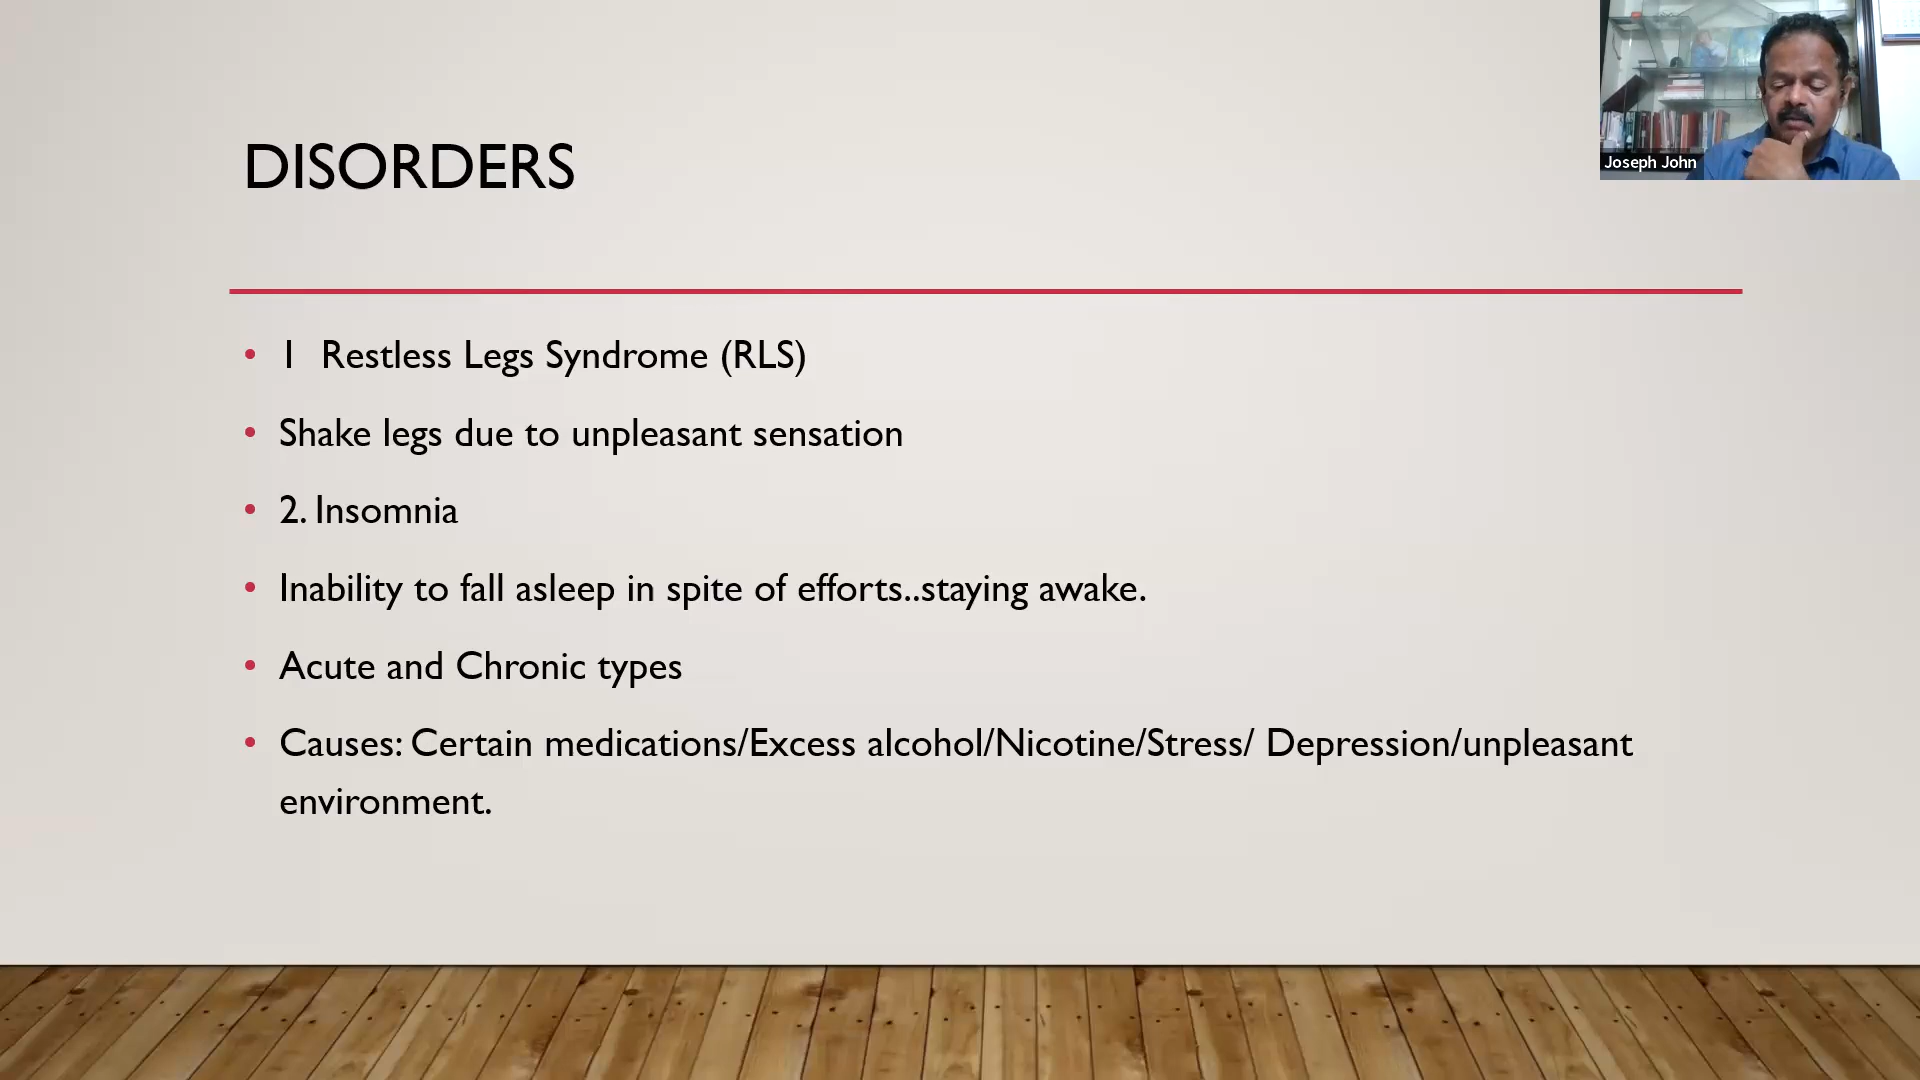 DISORDERS
Joseph John
• 1 Restless Legs Syndrome (RLS)
• Shake legs due to unpleasant sensation
• 2. Insomnia
• Inability to fall asleep in spite of efforts..staying awake.
• Acute and Chronic types
• Causes: Certain medications/Excess alcohol/Nicotine/Stress/ Depression/unpleasant
environment.